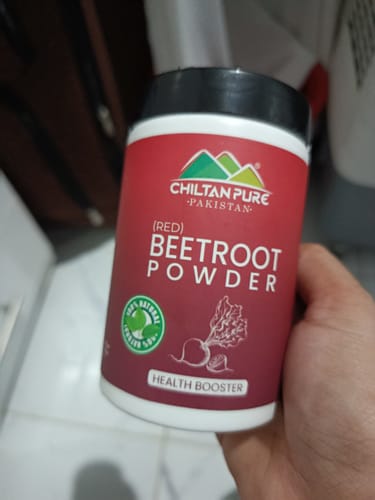 CHILTAN PURE
®
• PAKISTAN •
(RED)
BEETROOT
POWDER
100% NATURAL
HEALTH BOOSTER